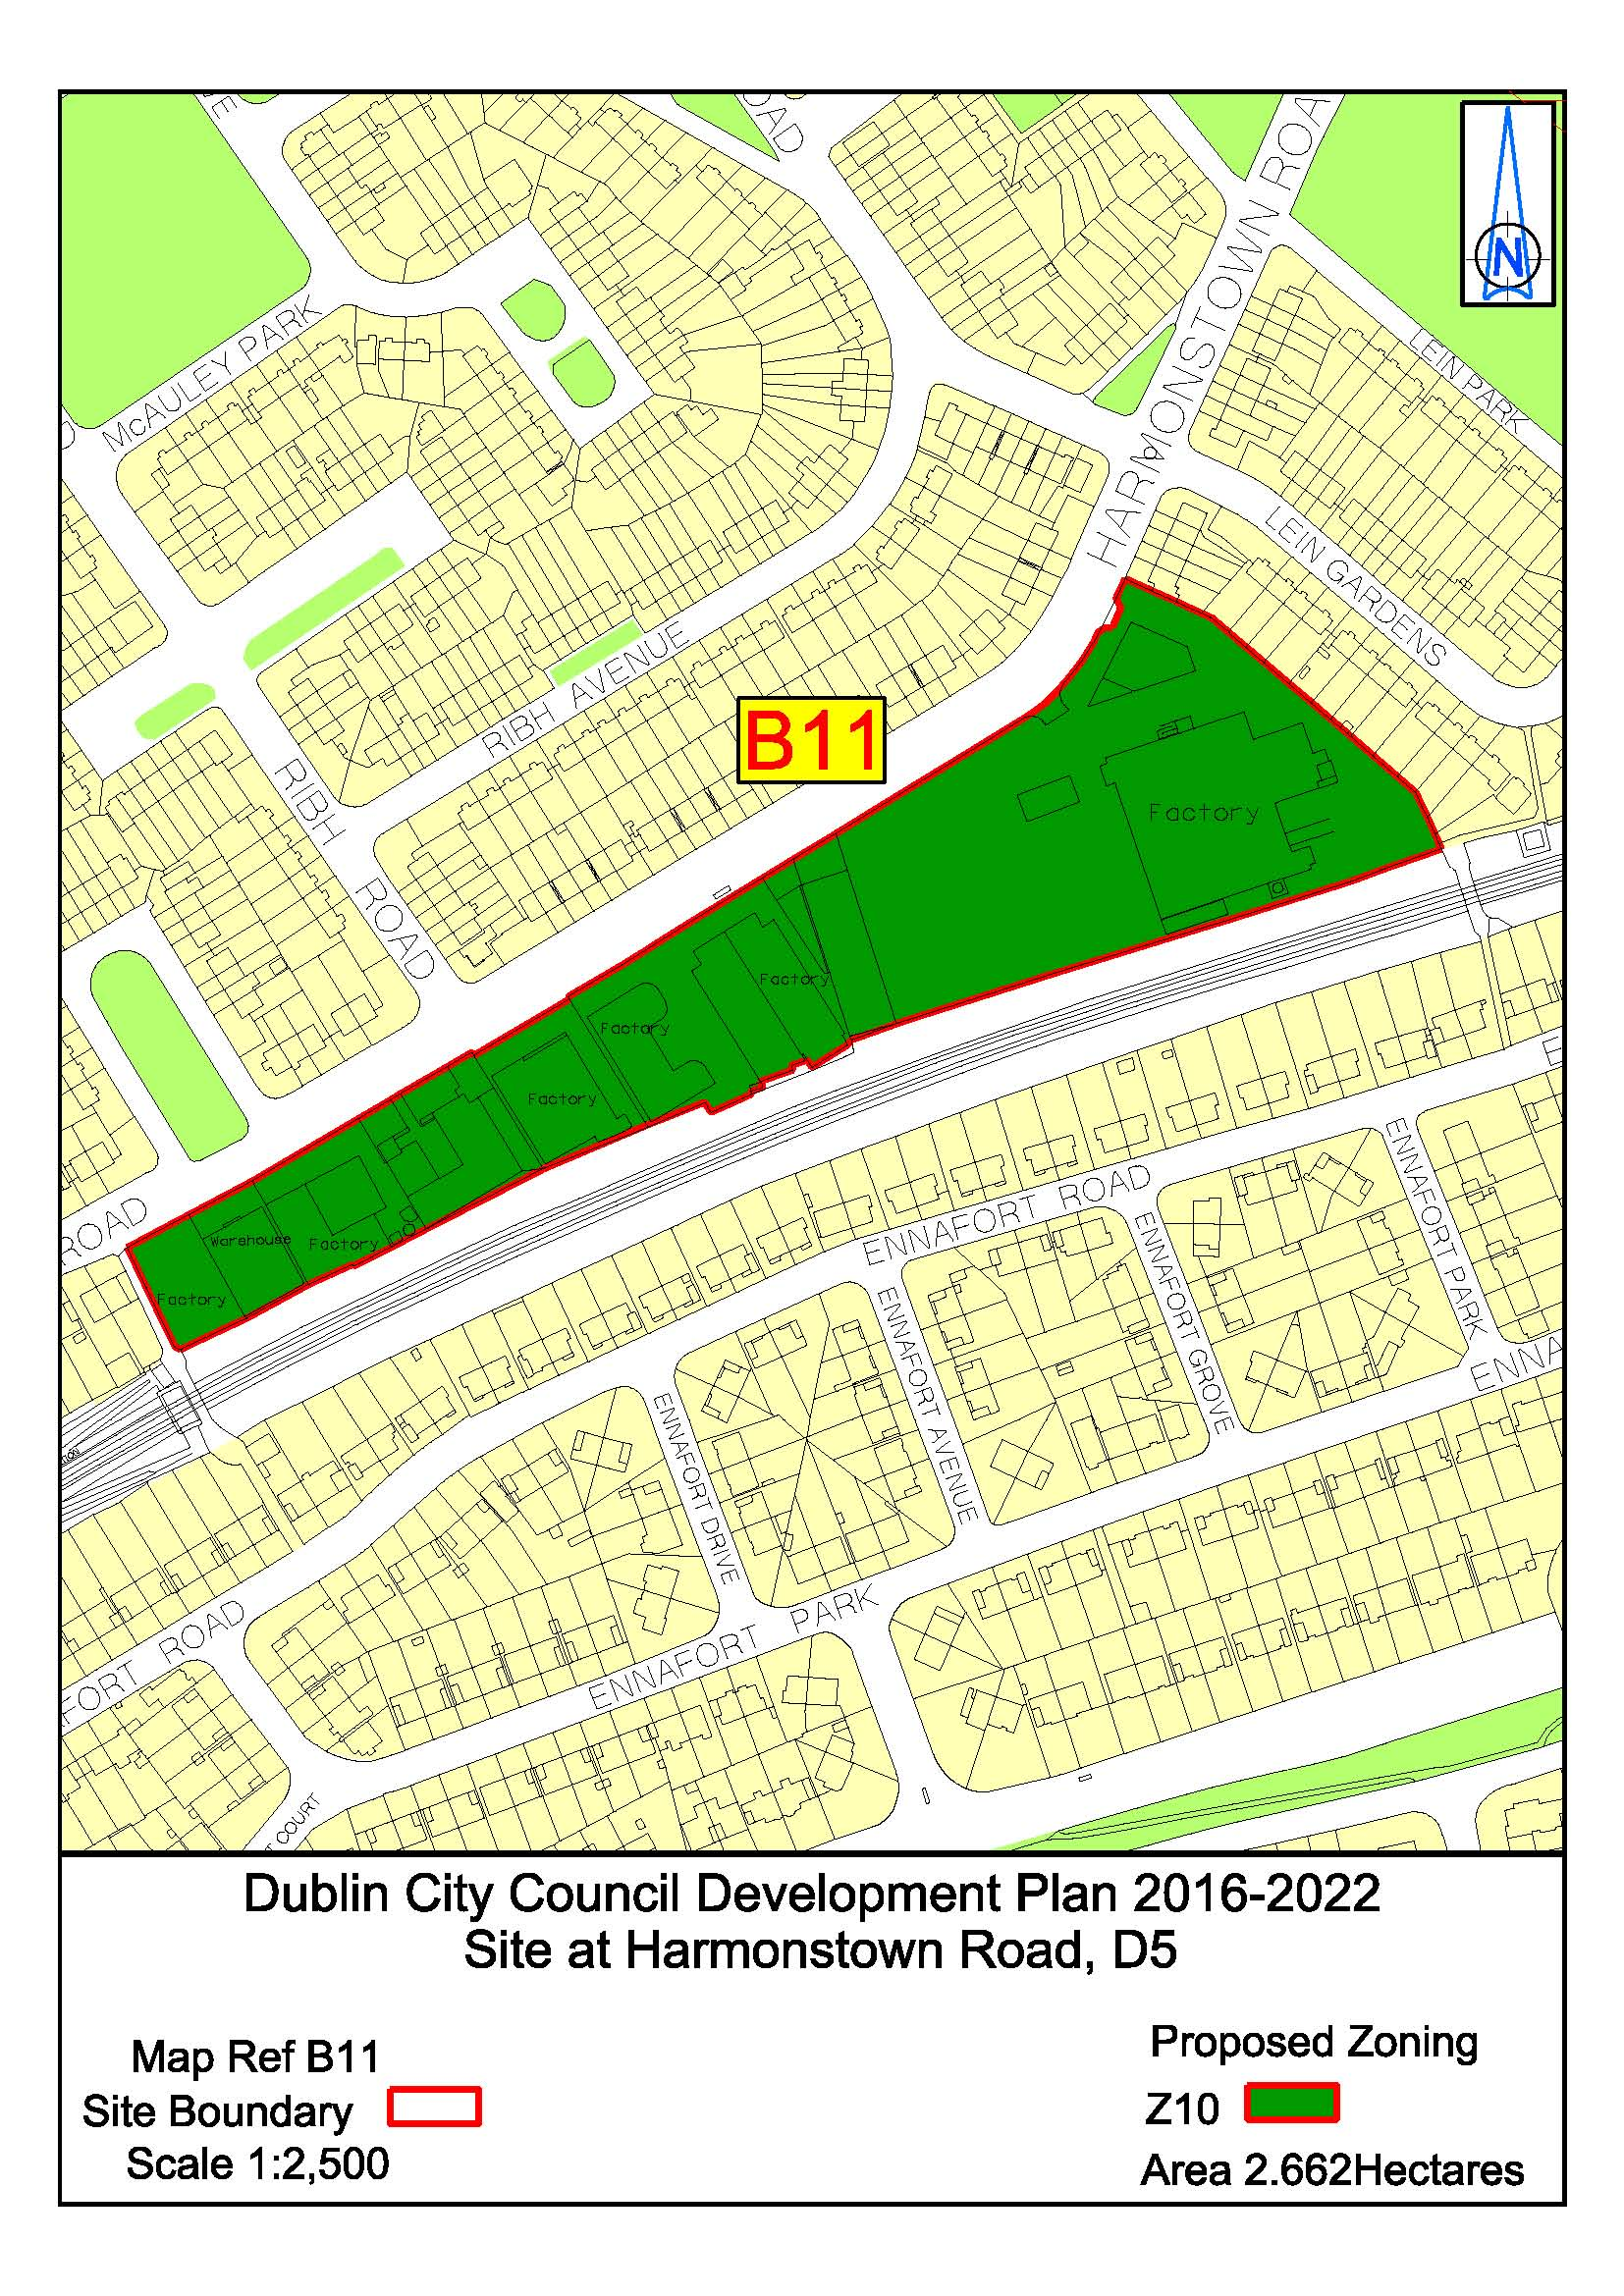 ROAD
HARMONSTOWN ROA
N
McAULEY PARK
LEIN PARK
LEIN GARDENS
RIBH AVENUE
B11
RIBH ROAD
Factory
Factory
Factory
Factory
Warehouse
Factory
Factory
ROAD
ENNAFORT ROAD
ENNAFORT PARK
ENNAFORT GROVE
ENNAFORT AVENUE
ENNAFORT DRIVE
ENNA
ENNAFORT PARK
FORT ROAD
T COURT
Dublin City Council Development Plan 2016-2022
Site at Harmonstown Road, D5
Map Ref B11
Site Boundary
Scale 1:2,500
Proposed Zoning
Z10
Area 2.662Hectares